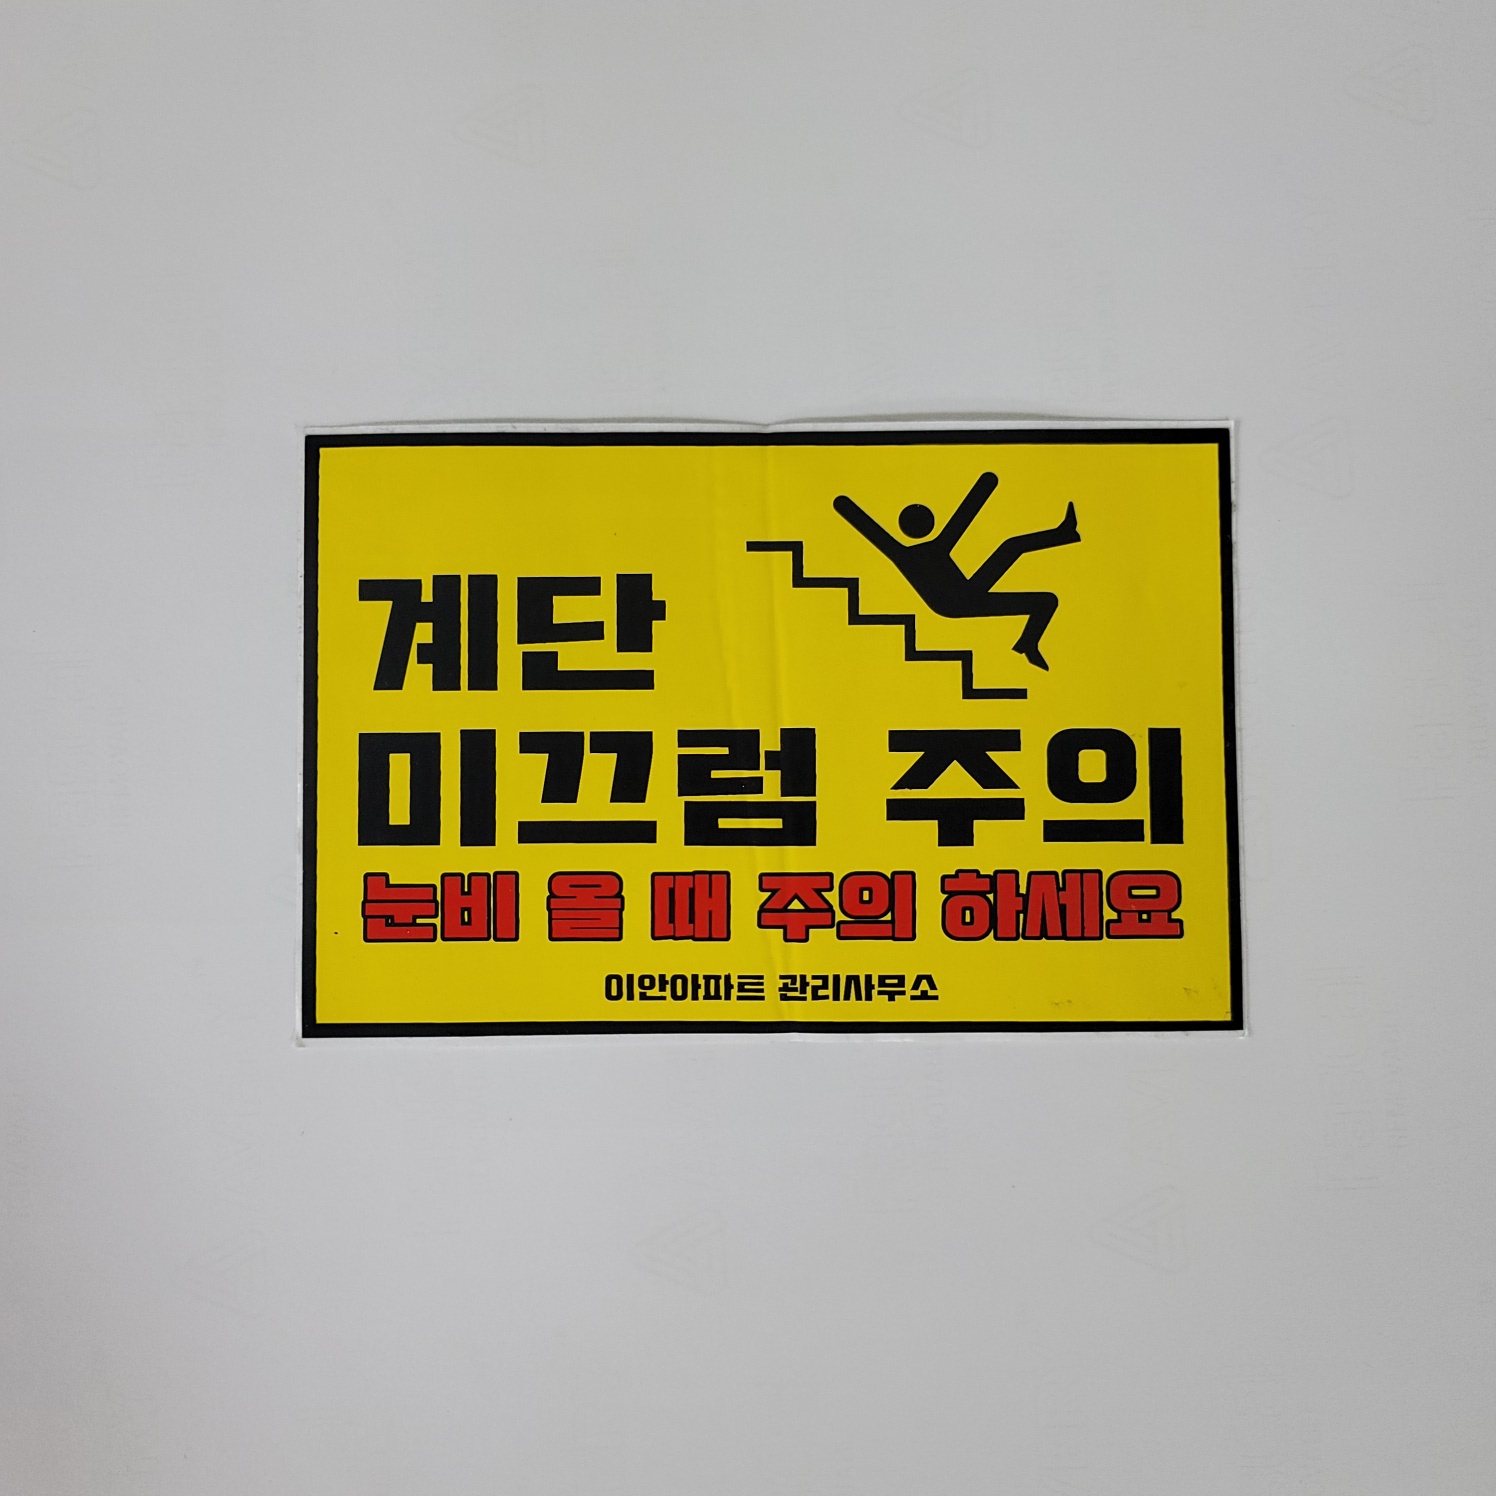 계단
미끄럼 주의
눈비 올 때 주의 하세요
이안아파트 관리사무소